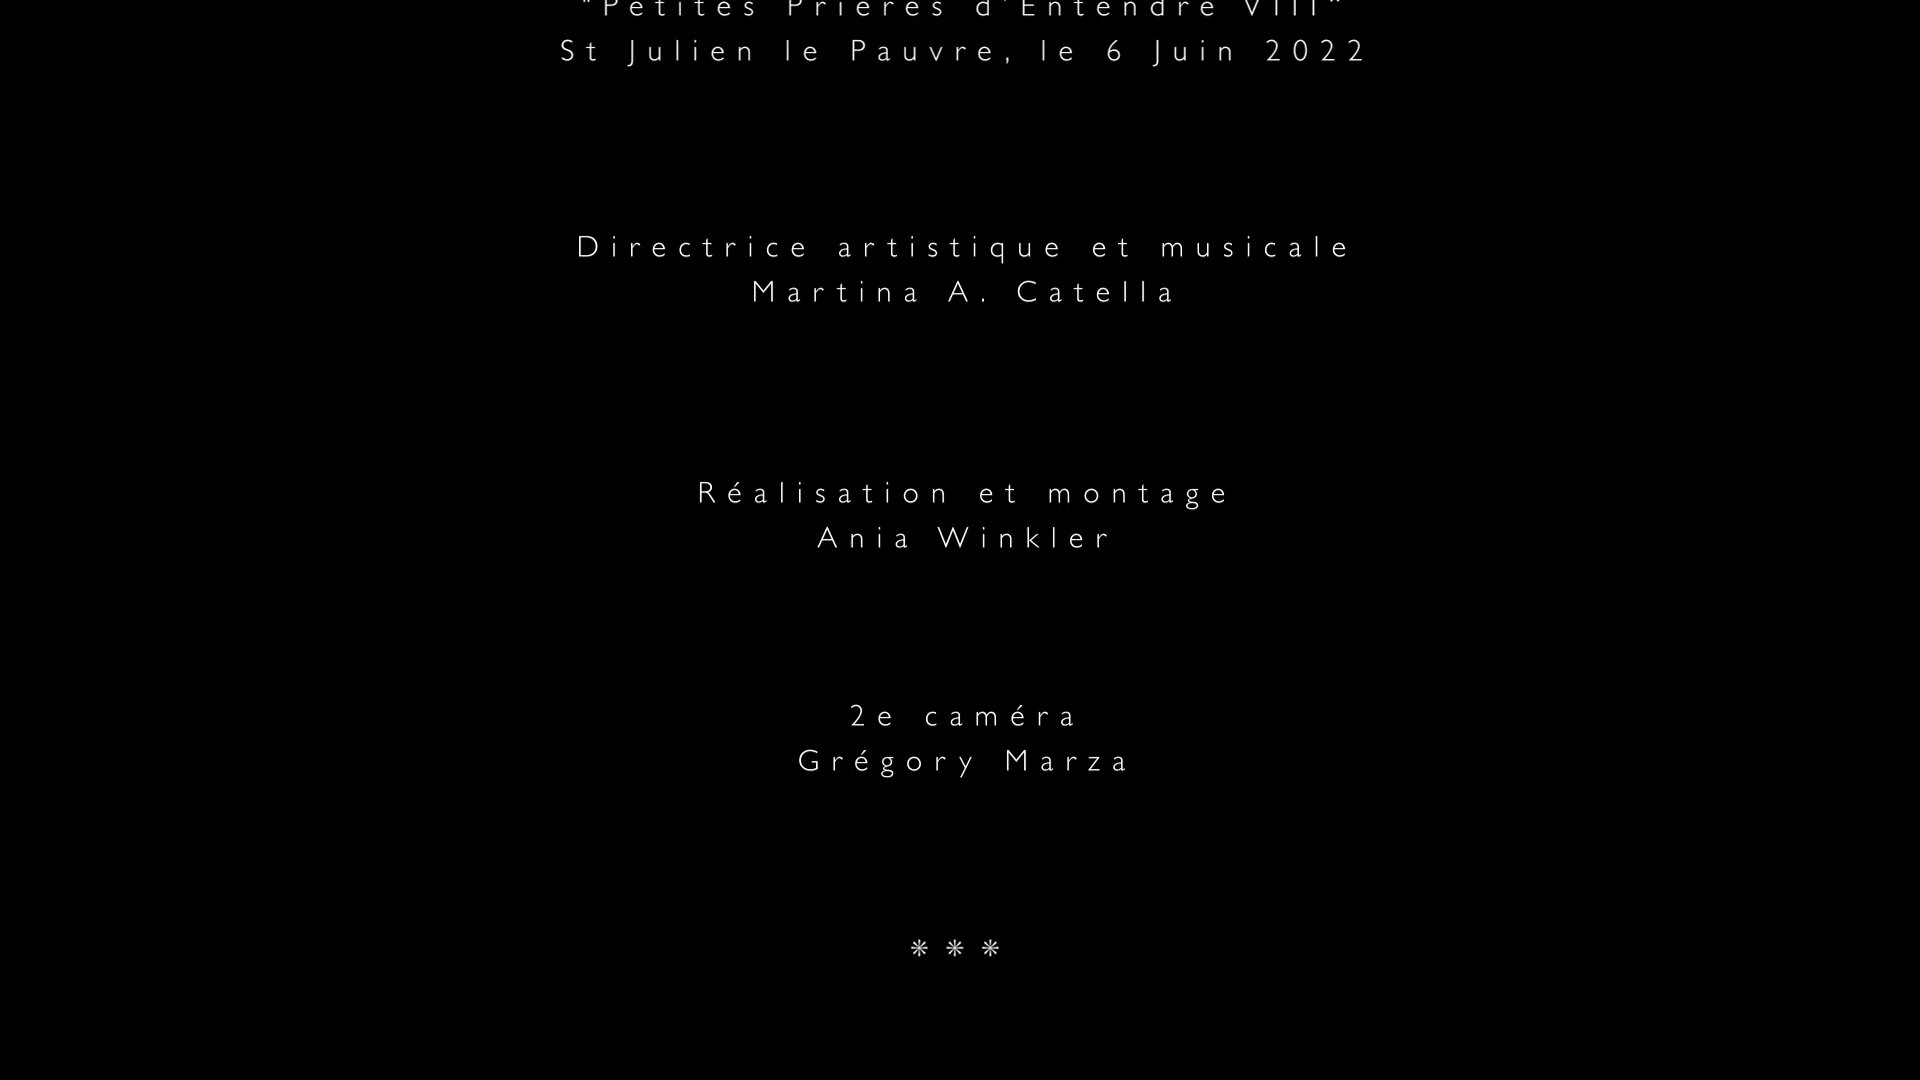 "Petites Prières d'Entendre VIII"
St Julien le Pauvre, le 6 Juin 2022
Directrice artistique et musicale
Martina A. Catella
Réalisation et montage
Ania Winkler
2e caméra
Grégory Marza
***